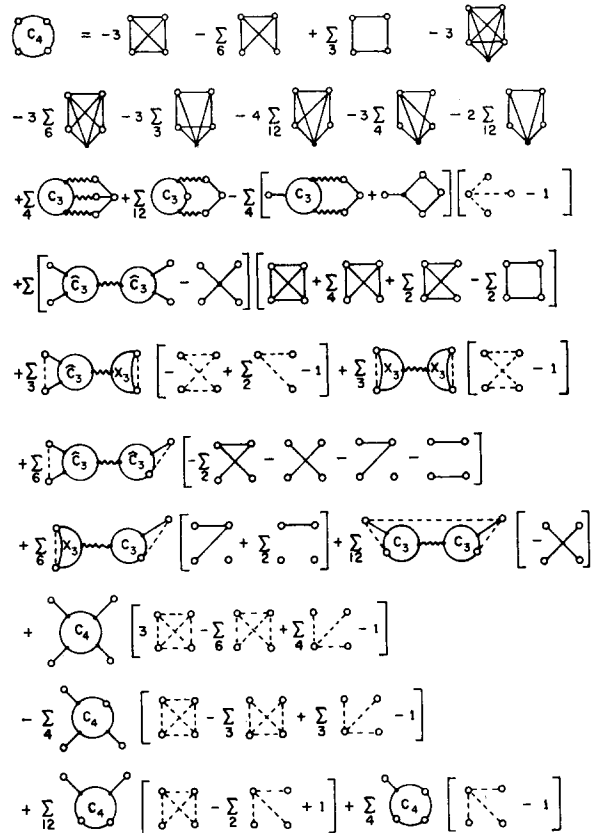 C₄ = -3 - Σ 6 + Σ 3 - 3
- 3 Σ 6 - 3 Σ 3 - 4 Σ 12 - 3 Σ 4 - 2 Σ 12
+ Σ 4 C₃ + Σ 12 C₃ - Σ 4 [ C₃ + ] [ - 1 ]
+ Σ [ Ĉ₃ Ĉ₃ - ] [ + Σ 4 + Σ 2 - Σ 2 ]
+ Σ 3 Ĉ₃ X₃ [ - + Σ 2 - 1 ] + Σ 3 X₃ X₃ [ - 1 ]
+ Σ 6 Ĉ₃ Ĉ₃ [ - Σ 2 - - - ]
+ Σ 6 X₃ C₃ [ + Σ 2 ] + Σ 12 C₃ C₃ [ - ]
+ C₄ [ 3 - Σ 6 + Σ 4 - 1 ]
- Σ 4 C₄ [ - Σ 3 + Σ 3 - 1 ]
+ Σ 12 C₄ [ - Σ 2 + 1 ] + Σ 4 C₄ [ - 1 ]